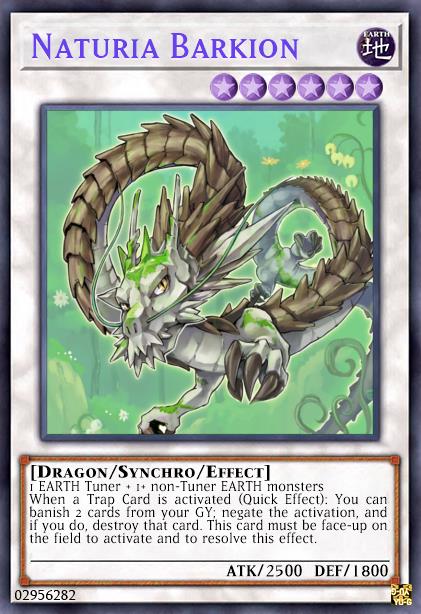 NATURIA BARKION
EARTH
地
[DRAGON/SYNCHRO/EFFECT]
1 EARTH Tuner + 1+ non-Tuner EARTH monsters
When a Trap Card is activated (Quick Effect): You can
banish 2 cards from your GY; negate the activation, and
if you do, destroy that card. This card must be face-up on
the field to activate and to resolve this effect.
ATK/2500 DEF/1800
02956282